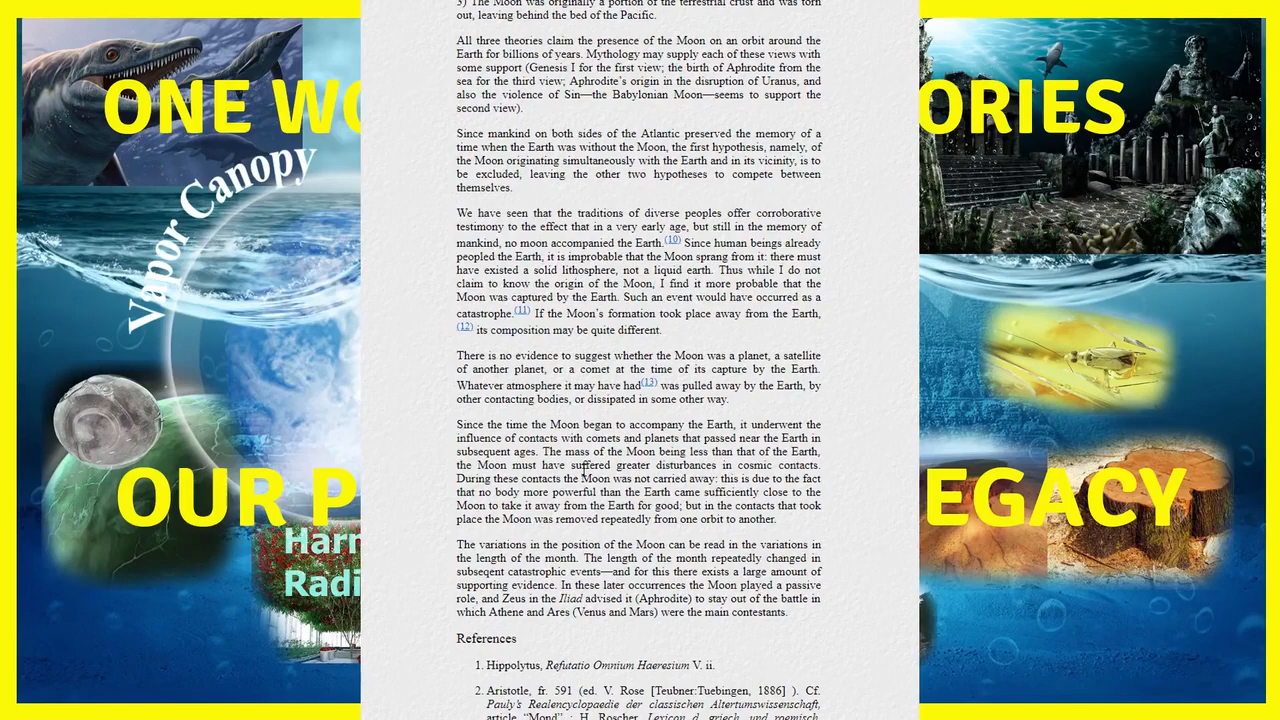 3) The Moon was originally a portion of the terrestrial crust and was torn
out, leaving behind the bed of the Pacific.
All three theories claim the presence of the Moon on an orbit around the
Earth for billions of years. Mythology may supply each of these views with
some support (Genesis I for the first view; the birth of Aphrodite from the
sea for the third view; Aphrodite's origin in the disruption of Uranus, and
also the violence of Sin—the Babylonian Moon—seems to support the
second view).
Since mankind on both sides of the Atlantic preserved the memory of a
time when the Earth was without the Moon, the first hypothesis, namely, of
the Moon originating simultaneously with the Earth and in its vicinity, is to
be excluded, leaving the other two hypotheses to compete between
themselves.
We have seen that the traditions of diverse peoples offer corroborative
testimony to the effect that in a very early age, but still in the memory of
mankind, no moon accompanied the Earth.(10) Since human beings already
peopled the Earth, it is improbable that the Moon sprang from it: there must
have existed a solid lithosphere, not a liquid earth. Thus while I do not
claim to know the origin of the Moon, I find it more probable that the
Moon was captured by the Earth. Such an event would have occurred as a
catastrophe.(11) If the Moon's formation took place away from the Earth,
(12) its composition may be quite different.
There is no evidence to suggest whether the Moon was a planet, a satellite
of another planet, or a comet at the time of its capture by the Earth.
Whatever atmosphere it may have had(13) was pulled away by the Earth, by
other contacting bodies, or dissipated in some other way.
Since the time the Moon began to accompany the Earth, it underwent the
influence of contacts with comets and planets that passed near the Earth in
subsequent ages. The mass of the Moon being less than that of the Earth,
the Moon must have suffered greater disturbances in cosmic contacts.
During these contacts the Moon was not carried away: this is due to the fact
that no body more powerful than the Earth came sufficiently close to the
Moon to take it away from the Earth for good; but in the contacts that took
place the Moon was removed repeatedly from one orbit to another.
The variations in the position of the Moon can be read in the variations in
the length of the month. The length of the month repeatedly changed in
subseqent catastrophic events—and for this there exists a large amount of
supporting evidence. In these later occurrences the Moon played a passive
role, and Zeus in the Iliad advised it (Aphrodite) to stay out of the battle in
which Athene and Ares (Venus and Mars) were the main contestants.
References
1. Hippolytus, Refutatio Omnium Haeresium V. ii.
2. Aristotle, fr. 591 (ed. V. Rose [Teubner:Tuebingen, 1886] ). Cf.
Pauly's Realencyclopaedie der classischen Altertumswissenschaft,
article "Mond" ; H. Roscher, Lexicon d. griech. und roemisch.
ONE WO
ORIES
Vapor Canopy
OUR P
EGACY
Harm
Radi